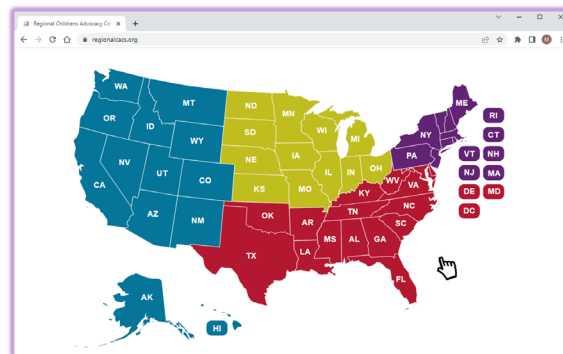 Regional Childrens Advocacy Ce
regionalcacs.org
M
WA
MT
ND
MN
ME
OR
ID
SD
WI
MI
NY
RI
WY
CT
NV
NE
IA
PA
VT
NH
UT
CO
IL
IN
OH
NJ
MA
CA
KS
MO
WV
VA
DE
MD
KY
AZ
NM
OK
AR
TN
NC
DC
SC
TX
LA
MS
AL
GA
FL
AK
HI